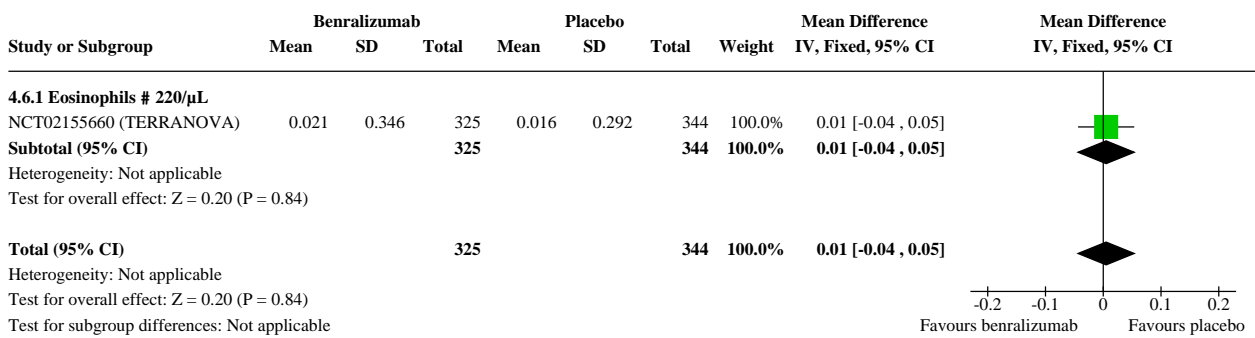 Benralizumab Placebo Mean Difference Mean Difference
Study or Subgroup Mean SD Total Mean SD Total Weight IV, Fixed, 95% CI IV, Fixed, 95% CI
4.6.1 Eosinophils # 220/µL
NCT02155660 (TERRANOVA) 0.021 0.346 325 0.016 0.292 344 100.0% 0.01 [-0.04 , 0.05]
Subtotal (95% CI) 325 344 100.0% 0.01 [-0.04 , 0.05]
Heterogeneity: Not applicable
Test for overall effect: Z = 0.20 (P = 0.84)
Total (95% CI) 325 344 100.0% 0.01 [-0.04 , 0.05]
Heterogeneity: Not applicable
Test for overall effect: Z = 0.20 (P = 0.84)
-0.2 -0.1 0 0.1 0.2
Test for subgroup differences: Not applicable Favours benralizumab Favours placebo